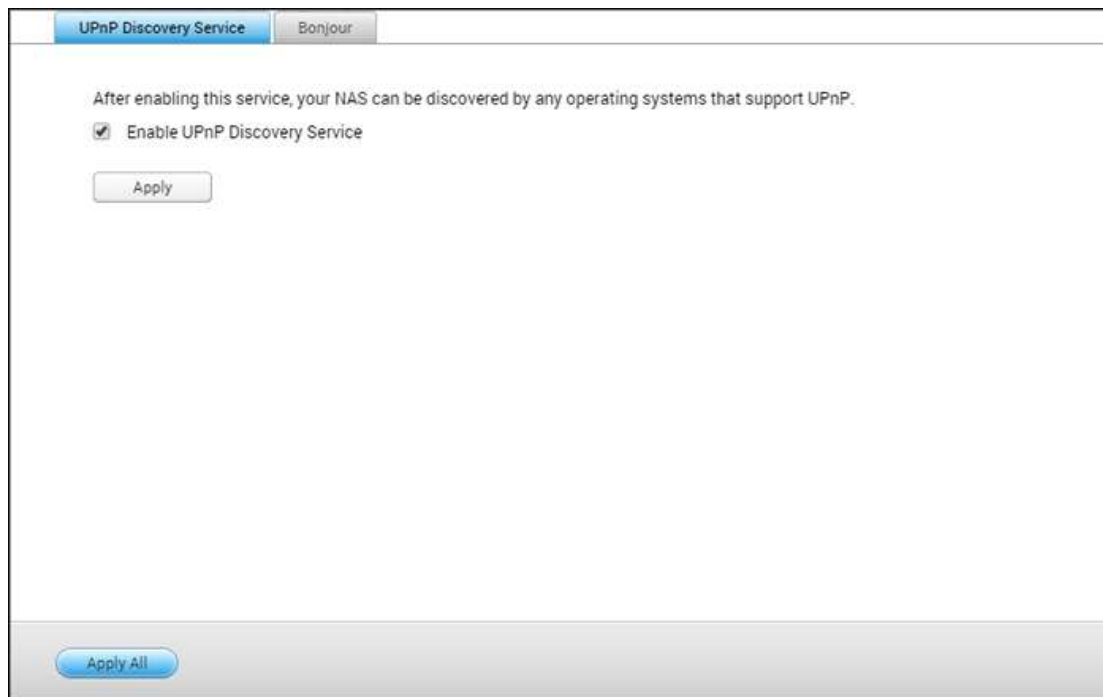 UPnP Discovery Service
Bonjour
After enabling this service, your NAS can be discovered by any operating systems that support UPnP.
Enable UPnP Discovery Service
Apply
Apply All